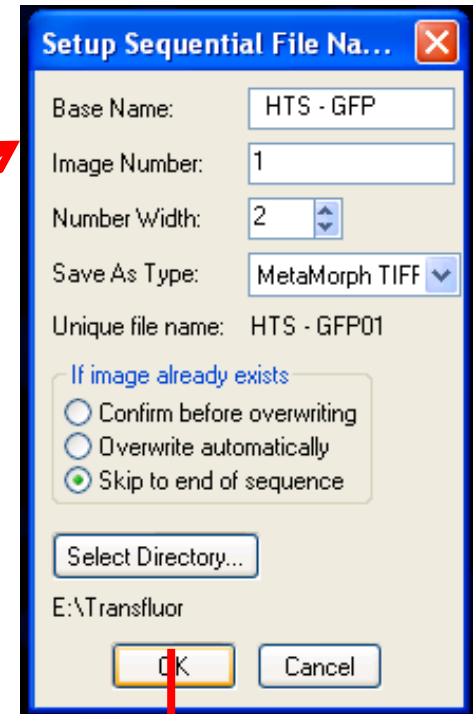 Setup Sequential File Na...
Base Name: HTS - GFP
Image Number: 1
Number Width: 2
Save As Type: MetaMorph TIFF
Unique file name: HTS - GFP01
If image already exists
Confirm before overwriting
Overwrite automatically
Skip to end of sequence
Select Directory...
E:\Transfluor
OK Cancel